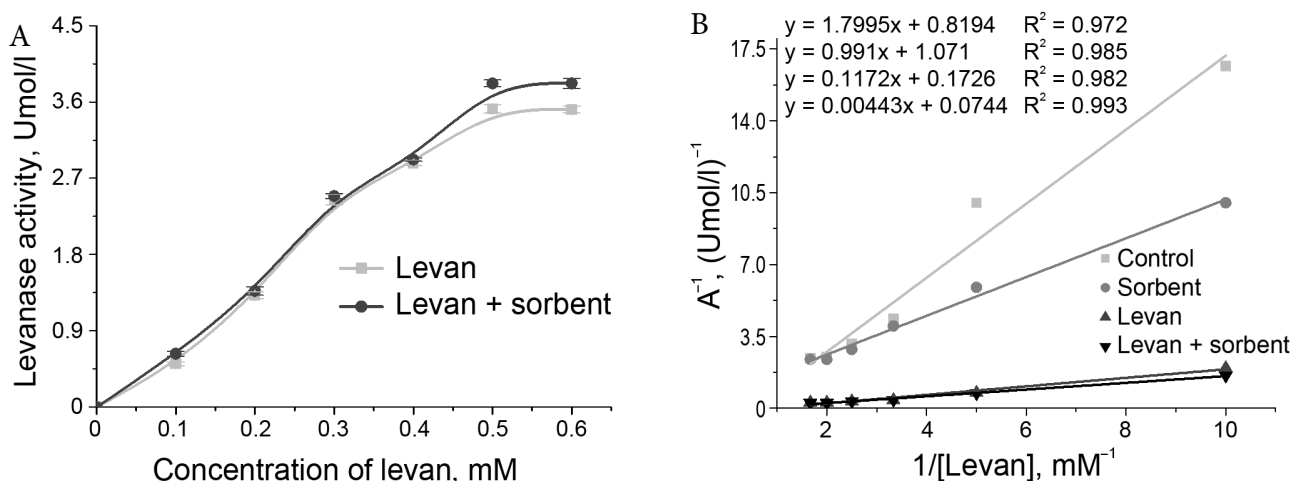 A
Levanase activity, Umol/l
4.5
3.6
2.7
1.8
0.9
0
0
0.1
0.2
0.3
0.4
0.5
0.6
Concentration of levan, mM
Levan
Levan + sorbent
B
y = 1.7995x + 0.8194 R² = 0.972
y = 0.991x + 1.071 R² = 0.985
y = 0.1172x + 0.1726 R² = 0.982
y = 0.00443x + 0.0744 R² = 0.993
A⁻¹, (Umol/l)⁻¹
17.5
14.0
10.5
7.0
3.5
0
2
4
6
8
10
1/[Levan], mM⁻¹
Control
Sorbent
Levan
Levan + sorbent